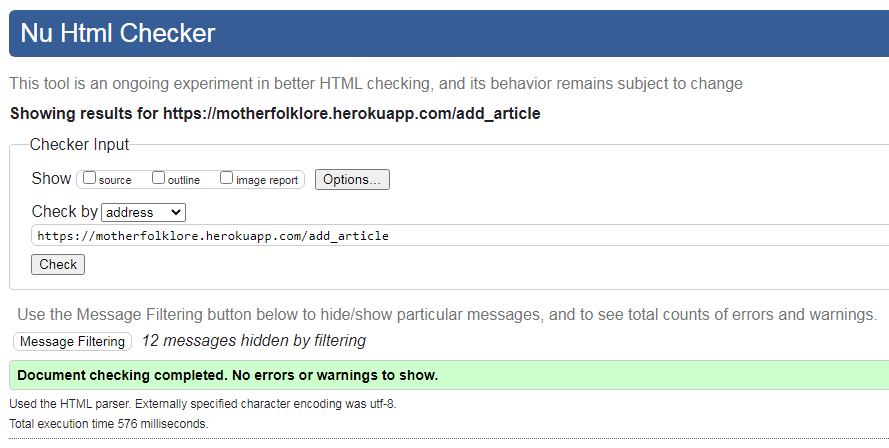 Nu Html Checker
This tool is an ongoing experiment in better HTML checking, and its behavior remains subject to change
Showing results for https://motherfolklore.herokuapp.com/add_article
Checker Input
Show source outline image report Options...
Check by address
https://motherfolklore.herokuapp.com/add_article
Check
Use the Message Filtering button below to hide/show particular messages, and to see total counts of errors and warnings.
Message Filtering 12 messages hidden by filtering
Document checking completed. No errors or warnings to show.
Used the HTML parser. Externally specified character encoding was utf-8.
Total execution time 576 milliseconds.